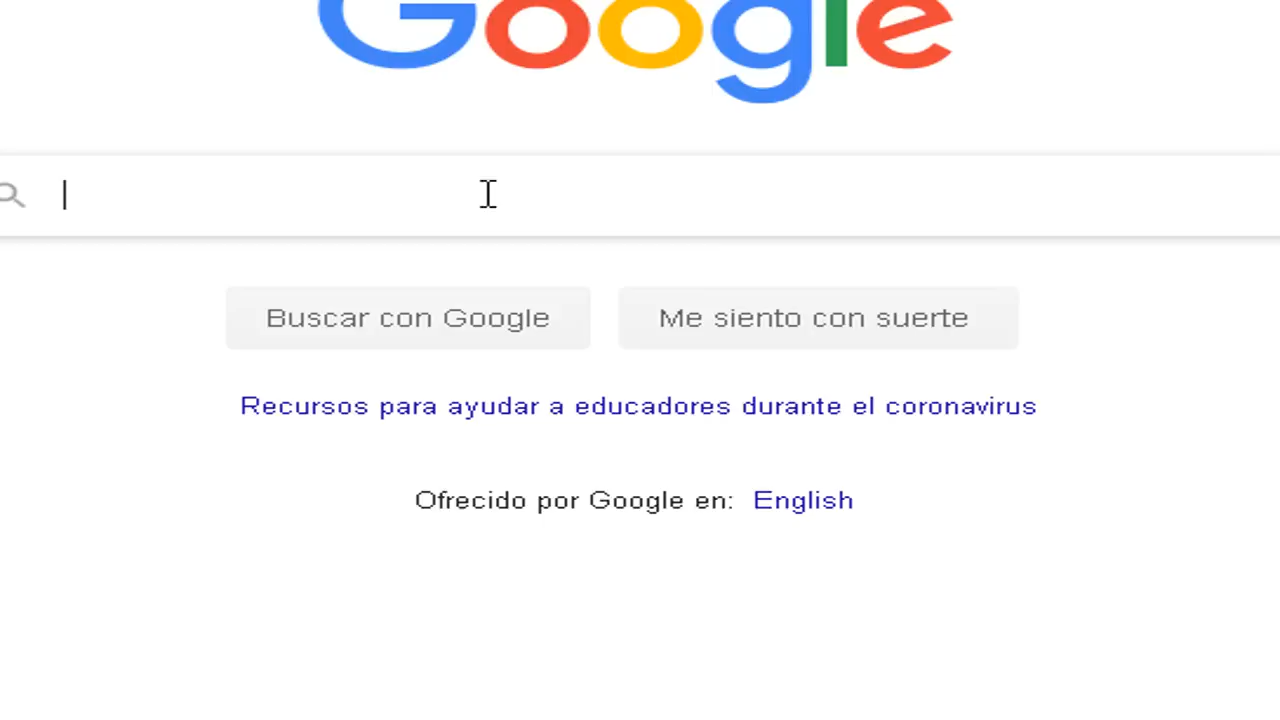 Google
Buscar con Google Me siento con suerte
Recursos para ayudar a educadores durante el coronavirus
Ofrecido por Google en: English